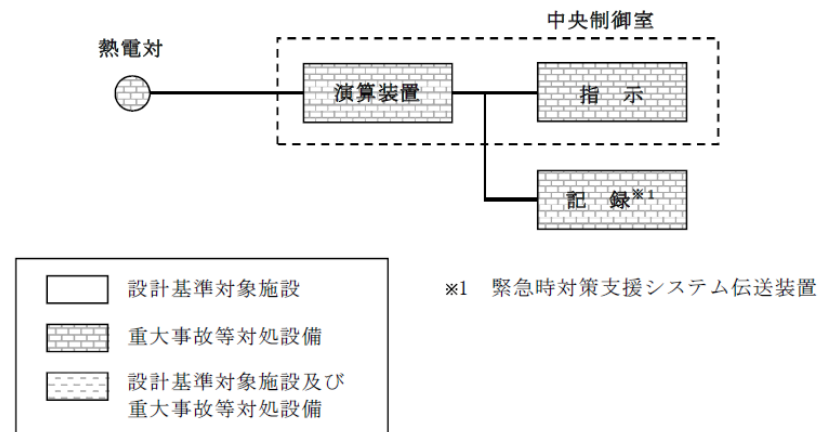 中央制御室
熱電対
演算装置
指 示
記 録※1
設計基準対象施設
※1 緊急時対策支援システム伝送装置
重大事故等対処設備
設計基準対象施設及び
重大事故等対処設備